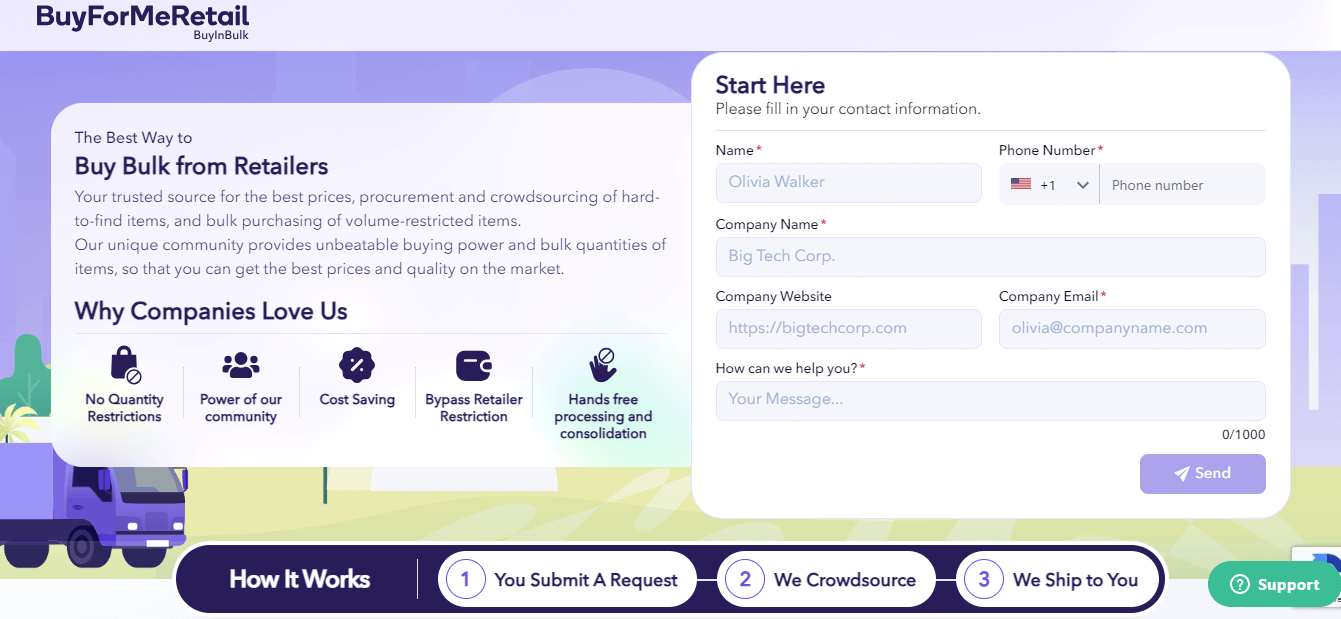 BuyForMeRetail
BuyInBulk
The Best Way to
Buy Bulk from Retailers
Your trusted source for the best prices, procurement and crowdsourcing of hard-
to-find items, and bulk purchasing of volume-restricted items.
Our unique community provides unbeatable buying power and bulk quantities of
items, so that you can get the best prices and quality on the market.
Why Companies Love Us
No Quantity
Restrictions
Power of our
community
Cost Saving
Bypass Retailer
Restriction
Hands free
processing and
consolidation
Start Here
Please fill in your contact information.
Name*
Phone Number*
Olivia Walker
+1
Phone number
Company Name*
Big Tech Corp.
Company Website
Company Email*
https://bigtechcorp.com
olivia@companyname.com
How can we help you?*
Your Message...
0/1000
Send
How It Works
1 You Submit A Request
2 We Crowdsource
3 We Ship to You
Support